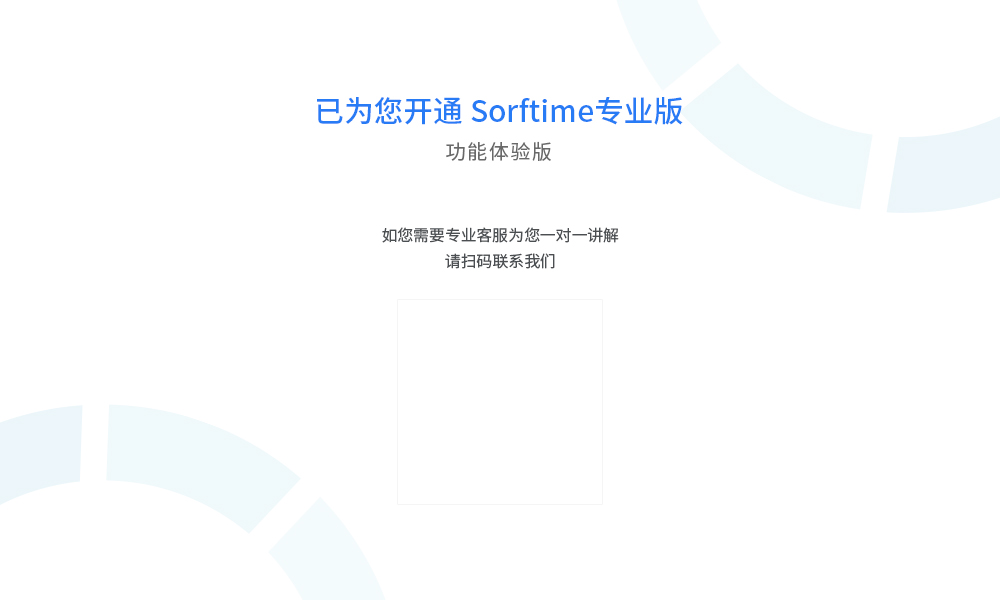 已为您开通 Sorftime专业版
功能体验版
如您需要专业客服为您一对一讲解
请扫码联系我们